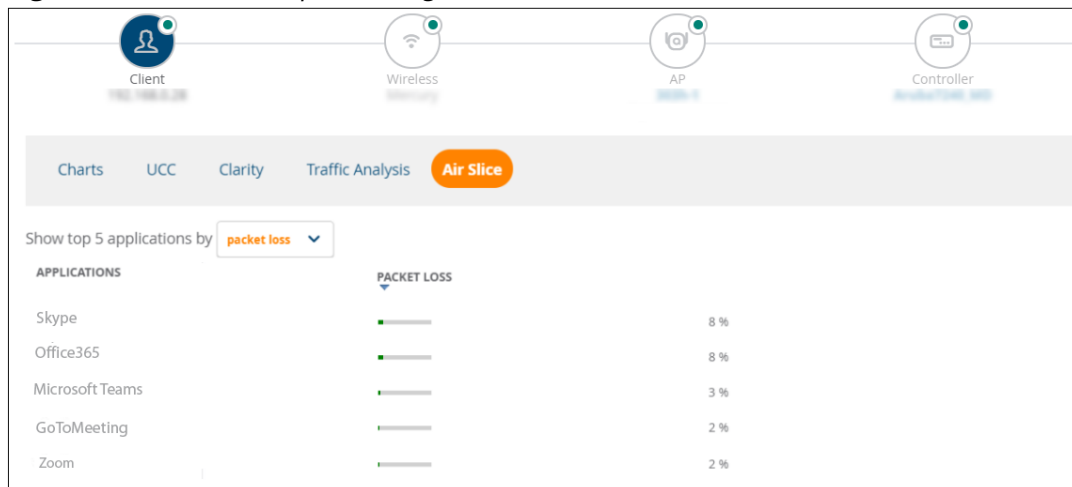 Client Wireless AP Controller
Charts UCC Clarity Traffic Analysis Air Slice
Show top 5 applications by packet loss
APPLICATIONS PACKET LOSS
Skype 8 %
Office365 8 %
Microsoft Teams 3 %
GoToMeeting 2 %
Zoom 2 %